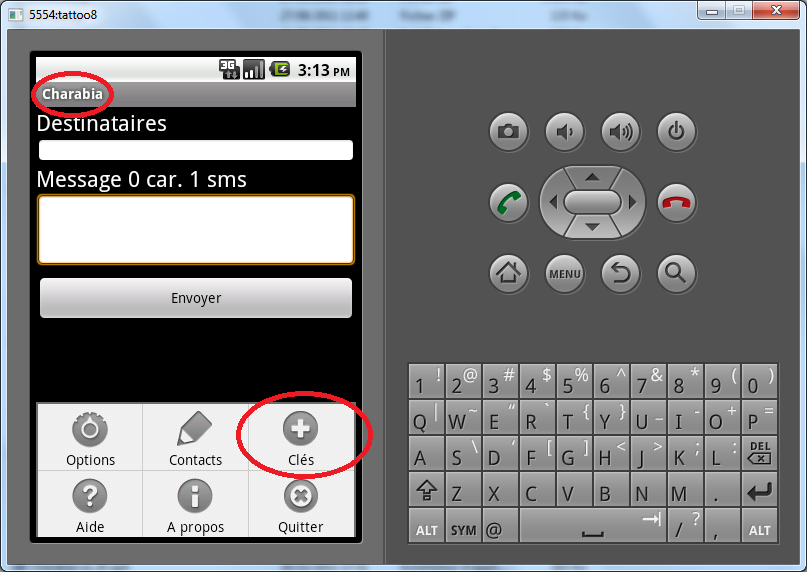 5554:tattoo8
3G 3:13 PM
Charabia
Destinataires
Message 0 car. 1 sms
Envoyer
Options Contacts Clés
Aide A propos Quitter
MENU
1 ! 2 @ 3 # 4 $ 5 % 6 ^ 7 & 8 * 9 ( 0 )
Q | W ~ E “ R ` T { Y } U _ I - O + P =
A S \ D ' F [ G ] H < J > K ; L : DEL
Z X C V B N M .
ALT SYM @ / ? , ALT